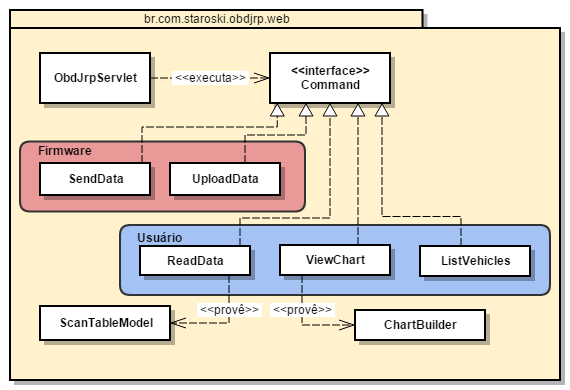 br.com.staroski.obdjrp.web
ObdJrpServlet
<<executa>>
<<interface>>
Command
Firmware
SendData
UploadData
Usuário
ReadData
ViewChart
ListVehicles
<<provê>>
<<provê>>
ScanTableModel
ChartBuilder